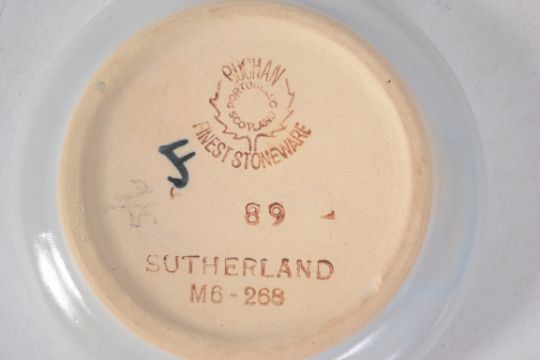 BUCHAN
PORTOBELLO
SCOTLAND
FINEST STONEWARE
89
SUTHERLAND
M6-268